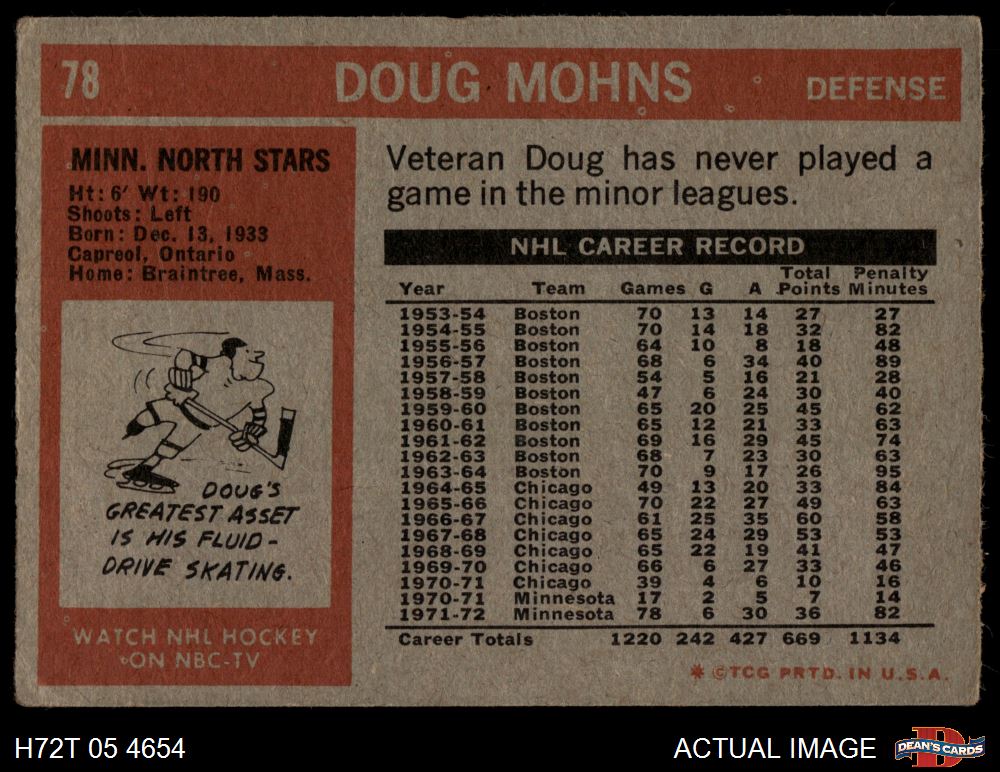 78 DOUG MOHNS DEFENSE
MINN. NORTH STARS
Ht: 6' Wt: 190
Shoots: Left
Born: Dec. 13, 1933
Capreol, Ontario
Home: Braintree, Mass.
DOUG'S
GREATEST ASSET
IS HIS FLUID-
DRIVE SKATING.
WATCH NHL HOCKEY
ON NBC-TV
Veteran Doug has never played a
game in the minor leagues.
NHL CAREER RECORD
Total Penalty
Year Team Games G A Points Minutes
1953-54 Boston 70 13 14 27 27
1954-55 Boston 70 14 18 32 82
1955-56 Boston 64 10 8 18 48
1956-57 Boston 68 6 34 40 89
1957-58 Boston 54 5 16 21 28
1958-59 Boston 47 6 24 30 40
1959-60 Boston 65 20 25 45 62
1960-61 Boston 65 12 21 33 63
1961-62 Boston 69 16 29 45 74
1962-63 Boston 68 7 23 30 63
1963-64 Boston 70 9 17 26 95
1964-65 Chicago 49 13 20 33 84
1965-66 Chicago 70 22 27 49 63
1966-67 Chicago 61 25 35 60 58
1967-68 Chicago 65 24 29 53 53
1968-69 Chicago 65 22 19 41 47
1969-70 Chicago 66 6 27 33 46
1970-71 Chicago 39 4 6 10 16
1970-71 Minnesota 17 2 5 7 14
1971-72 Minnesota 78 6 30 36 82
Career Totals 1220 242 427 669 1134
* ©TCG PRTD. IN U.S.A.
H72T 05 4654
ACTUAL IMAGE
DEAN'S CARDS